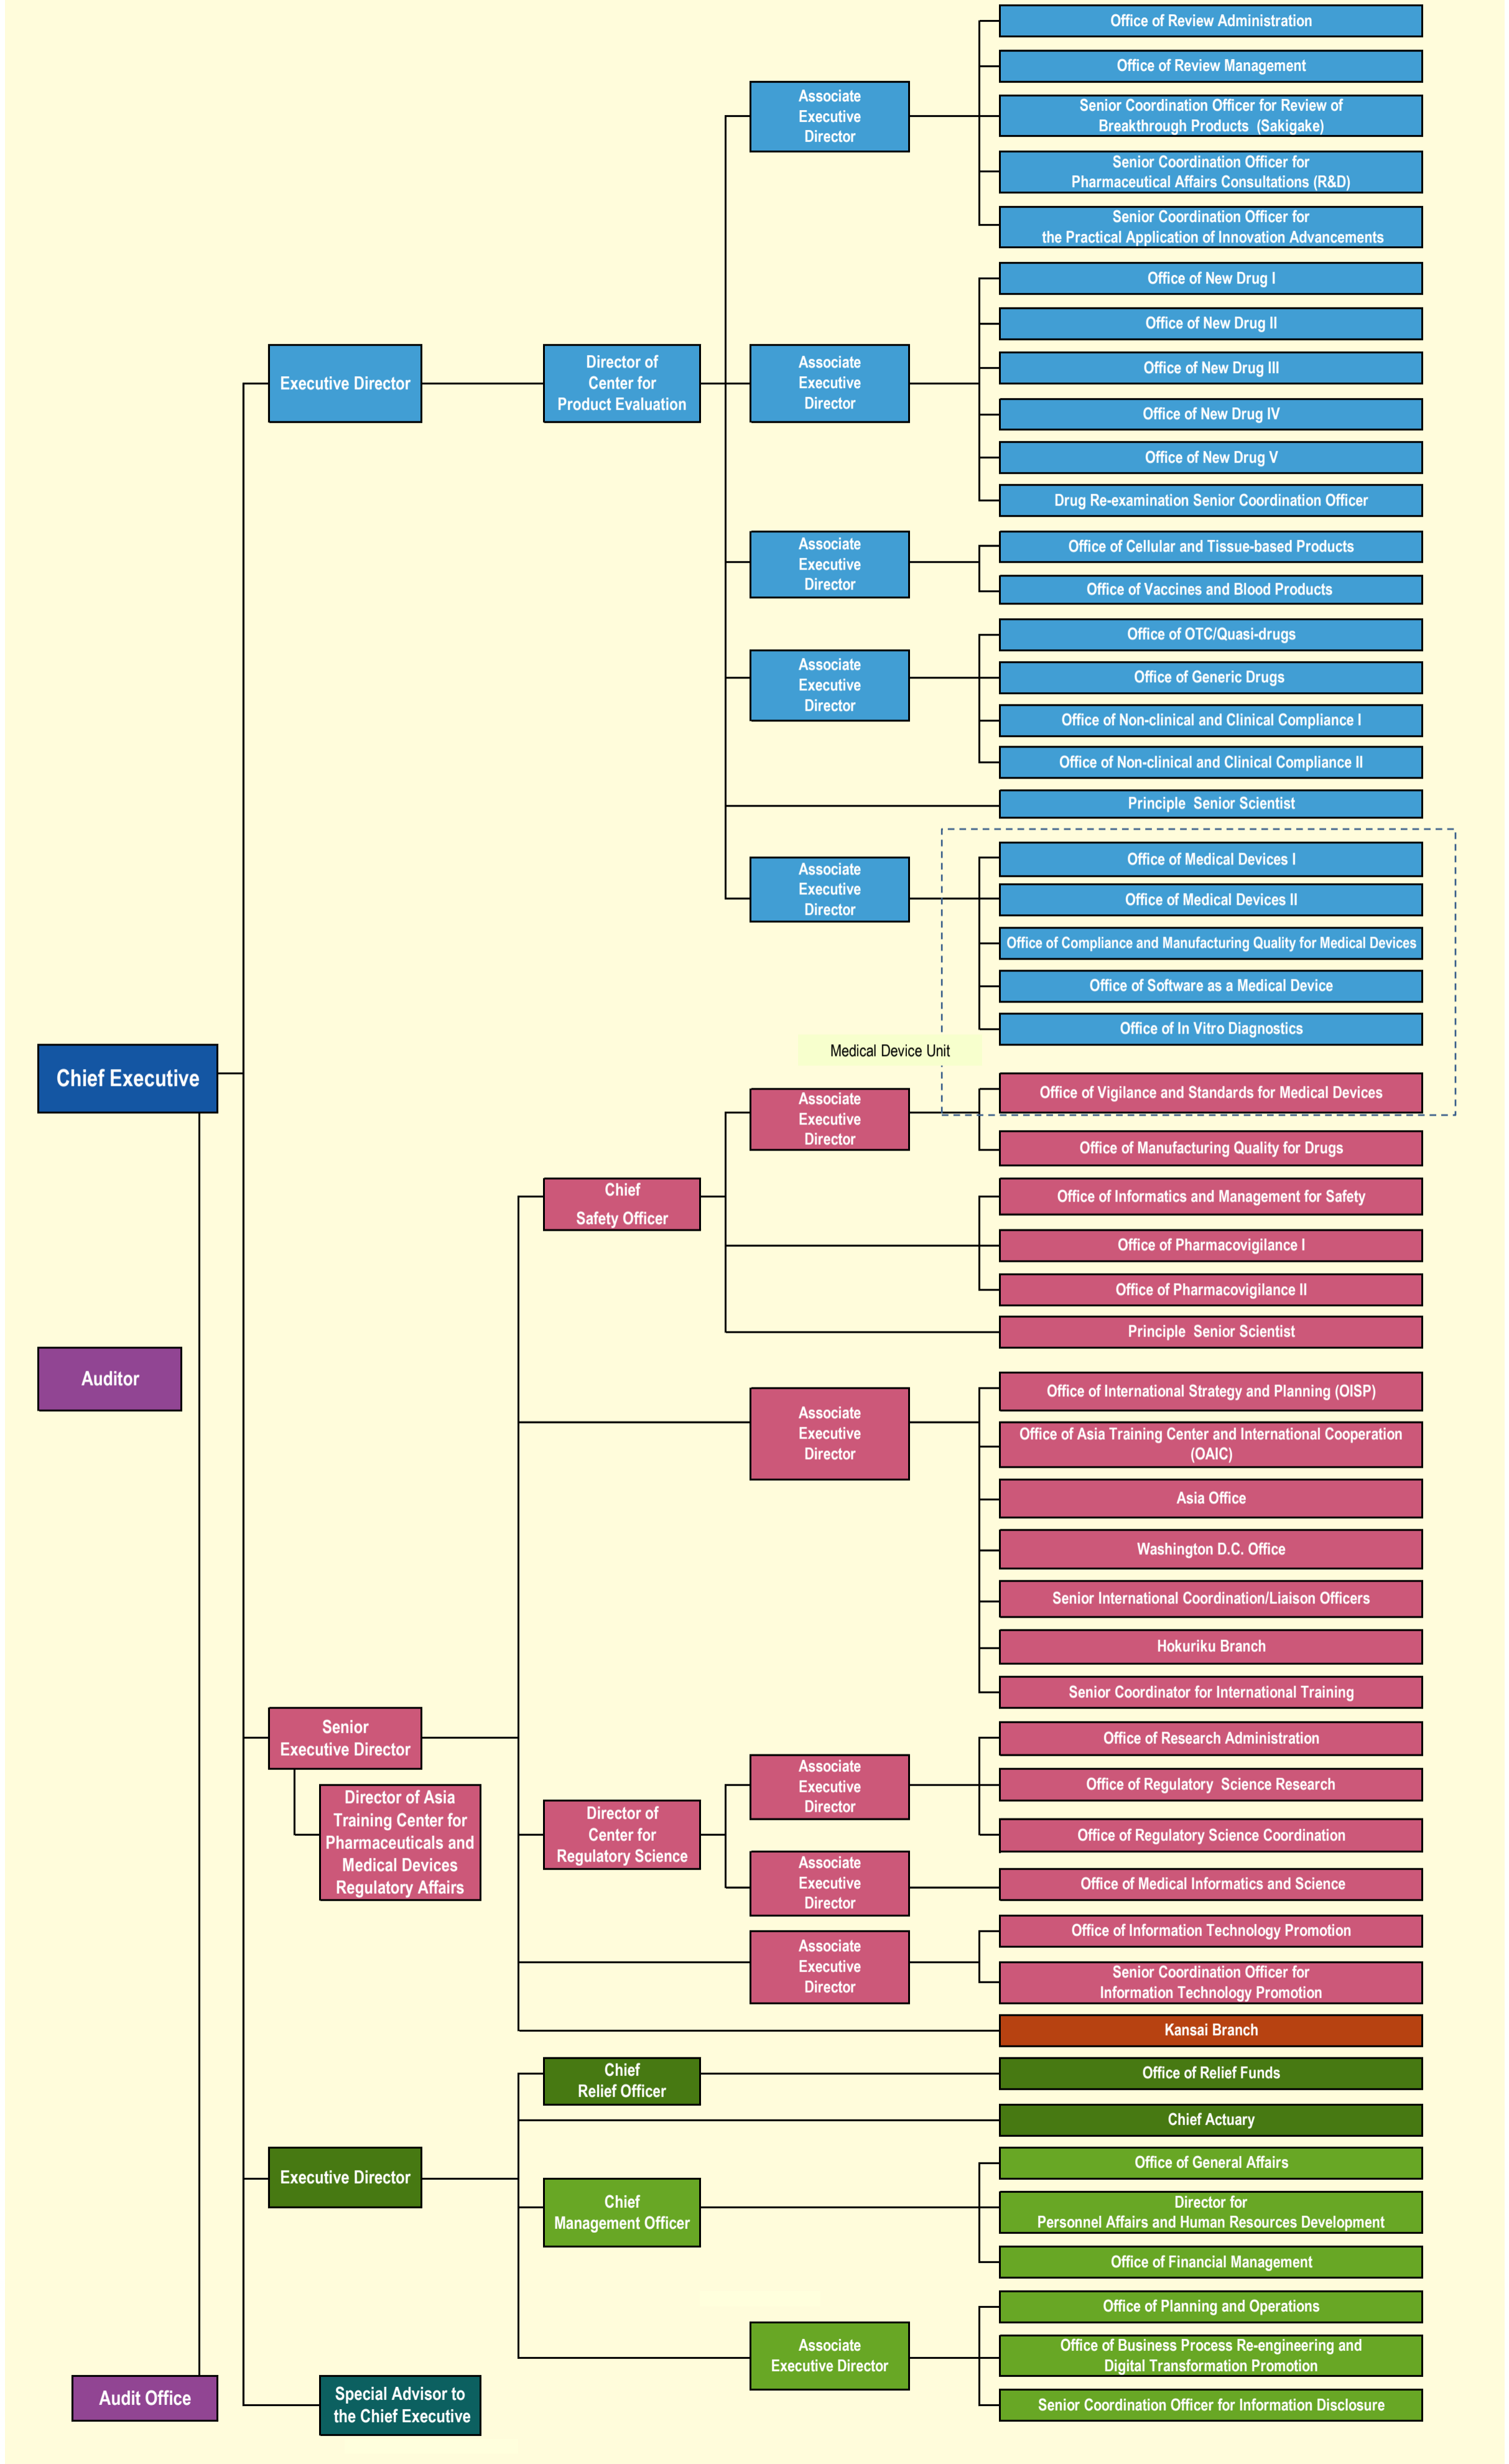 Office of Review Administration
Office of Review Management
Associate
Executive
Director
Senior Coordination Officer for Review of
Breakthrough Products (Sakigake)
Senior Coordination Officer for
Pharmaceutical Affairs Consultations (R&D)
Senior Coordination Officer for
the Practical Application of Innovation Advancements
Office of New Drug I
Office of New Drug II
Executive Director
Director of
Center for
Product Evaluation
Associate
Executive
Director
Office of New Drug III
Office of New Drug IV
Office of New Drug V
Drug Re-examination Senior Coordination Officer
Associate
Executive
Director
Office of Cellular and Tissue-based Products
Office of Vaccines and Blood Products
Office of OTC/Quasi-drugs
Associate
Executive
Director
Office of Generic Drugs
Office of Non-clinical and Clinical Compliance I
Office of Non-clinical and Clinical Compliance II
Principle Senior Scientist
Associate
Executive
Director
Office of Medical Devices I
Office of Medical Devices II
Office of Compliance and Manufacturing Quality for Medical Devices
Office of Software as a Medical Device
Office of In Vitro Diagnostics
Medical Device Unit
Chief Executive
Associate
Executive
Director
Office of Vigilance and Standards for Medical Devices
Office of Manufacturing Quality for Drugs
Chief
Safety Officer
Office of Informatics and Management for Safety
Office of Pharmacovigilance I
Office of Pharmacovigilance II
Principle Senior Scientist
Auditor
Associate
Executive
Director
Office of International Strategy and Planning (OISP)
Office of Asia Training Center and International Cooperation
(OAIC)
Asia Office
Washington D.C. Office
Senior International Coordination/Liaison Officers
Hokuriku Branch
Senior Coordinator for International Training
Senior
Executive Director
Director of Asia
Training Center for
Pharmaceuticals and
Medical Devices
Regulatory Affairs
Director of
Center for
Regulatory Science
Associate
Executive
Director
Office of Research Administration
Office of Regulatory Science Research
Office of Regulatory Science Coordination
Associate
Executive
Director
Office of Medical Informatics and Science
Associate
Executive
Director
Office of Information Technology Promotion
Senior Coordination Officer for
Information Technology Promotion
Kansai Branch
Chief
Relief Officer
Office of Relief Funds
Chief Actuary
Executive Director
Chief
Management Officer
Office of General Affairs
Director for
Personnel Affairs and Human Resources Development
Office of Financial Management
Associate
Executive Director
Office of Planning and Operations
Office of Business Process Re-engineering and
Digital Transformation Promotion
Senior Coordination Officer for Information Disclosure
Audit Office
Special Advisor to
the Chief Executive